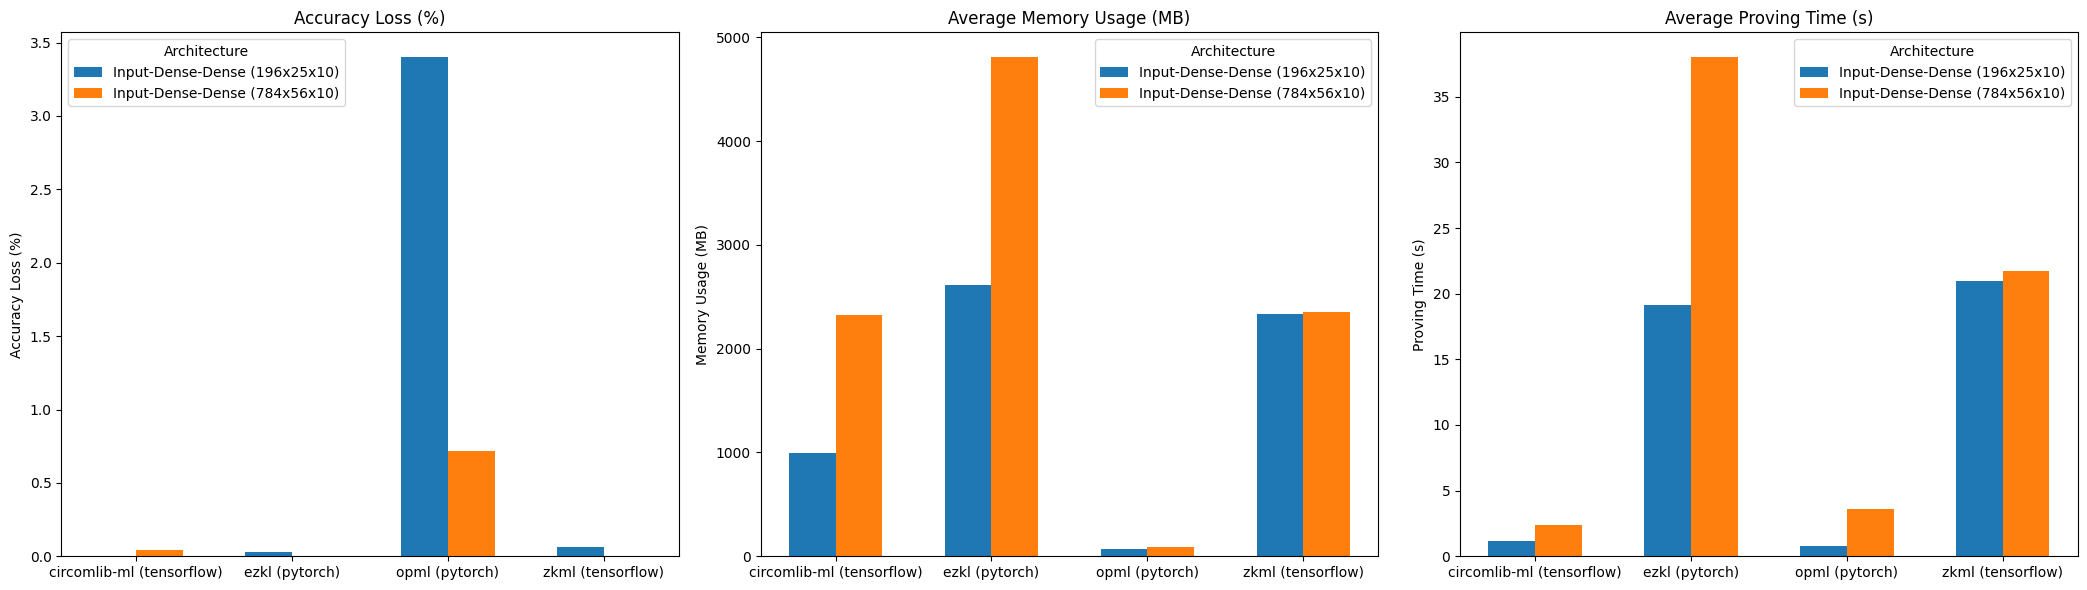 Accuracy Loss (%)
Architecture
Input-Dense-Dense (196x25x10)
Input-Dense-Dense (784x56x10)
Accuracy Loss (%)
3.5
3.0
2.5
2.0
1.5
1.0
0.5
0.0
circomlib-ml (tensorflow) ezkl (pytorch) opml (pytorch) zkml (tensorflow)
Average Memory Usage (MB)
Architecture
Input-Dense-Dense (196x25x10)
Input-Dense-Dense (784x56x10)
Memory Usage (MB)
5000
4000
3000
2000
1000
0
circomlib-ml (tensorflow) ezkl (pytorch) opml (pytorch) zkml (tensorflow)
Average Proving Time (s)
Architecture
Input-Dense-Dense (196x25x10)
Input-Dense-Dense (784x56x10)
Proving Time (s)
35
30
25
20
15
10
5
0
circomlib-ml (tensorflow) ezkl (pytorch) opml (pytorch) zkml (tensorflow)